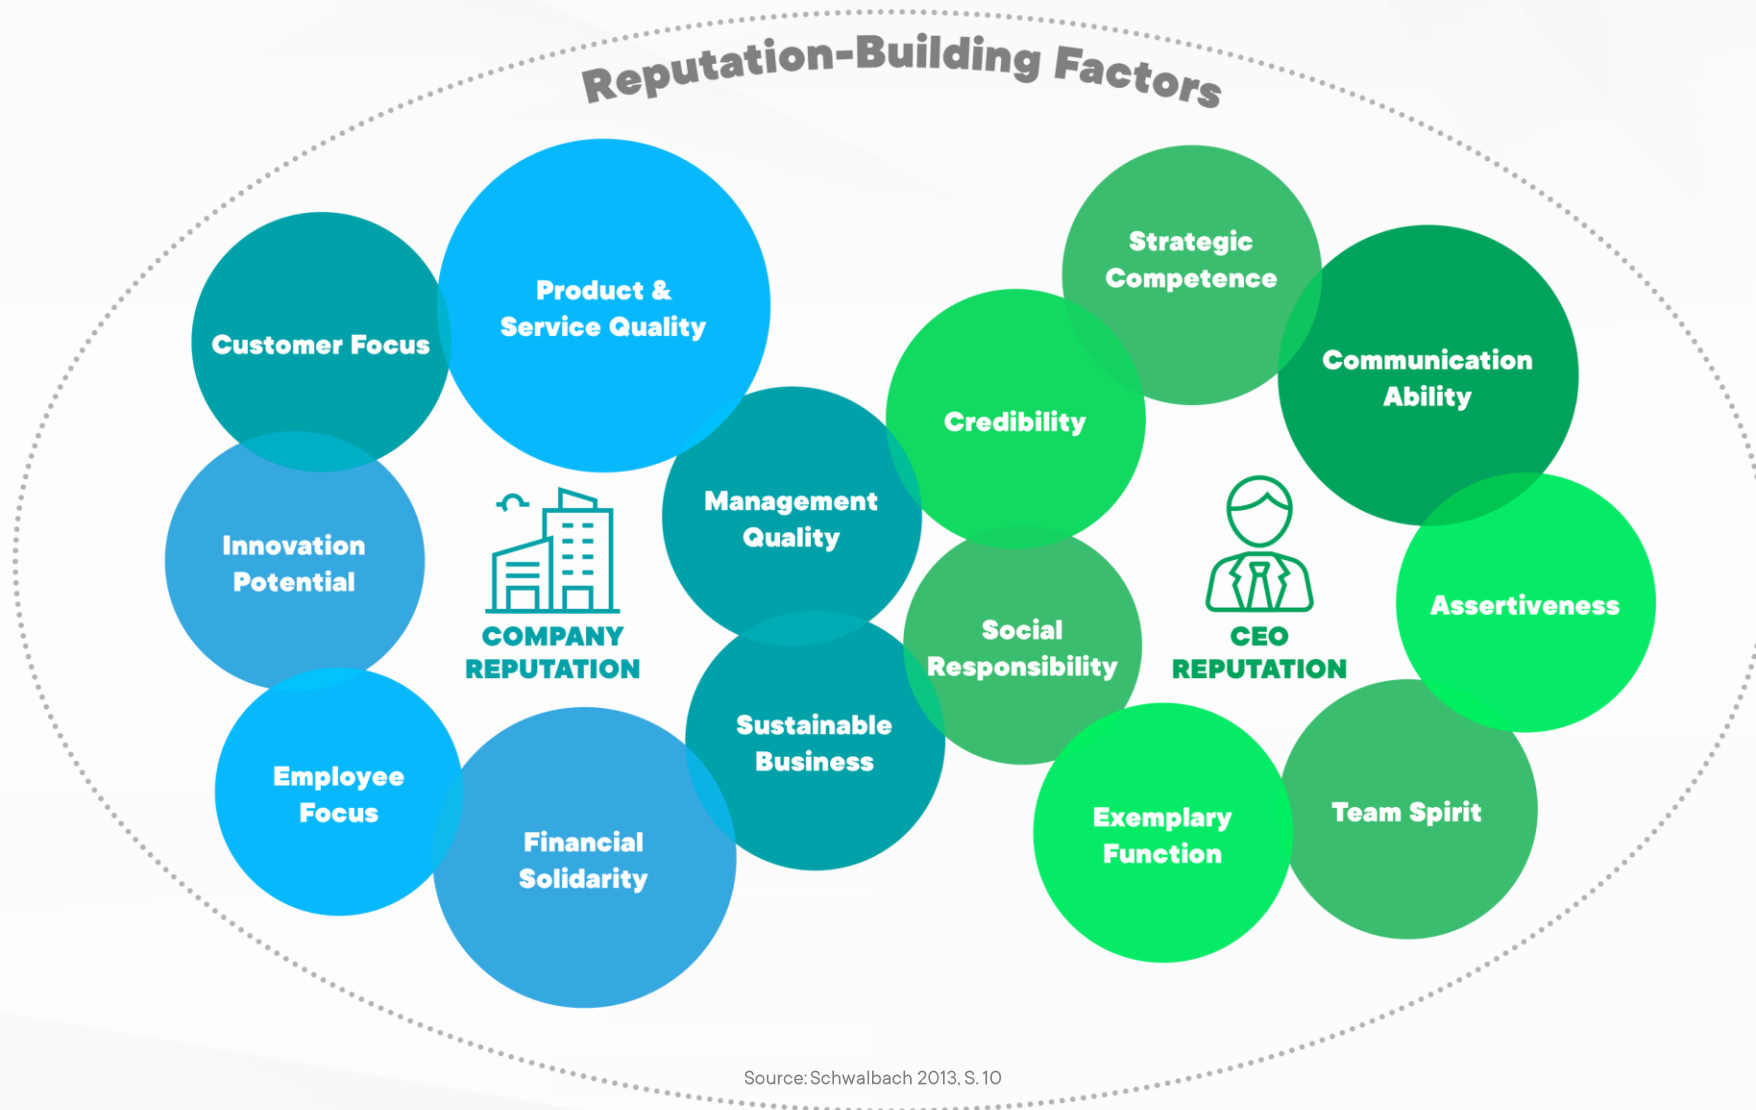 Reputation-Building Factors
Customer Focus
Product &
Service Quality
Innovation
Potential
Management
Quality
COMPANY
REPUTATION
Employee
Focus
Financial
Solidarity
Sustainable
Business
Strategic
Competence
Credibility
Communication
Ability
Social
Responsibility
CEO
REPUTATION
Assertiveness
Exemplary
Function
Team Spirit
Source: Schwalbach 2013, S. 10